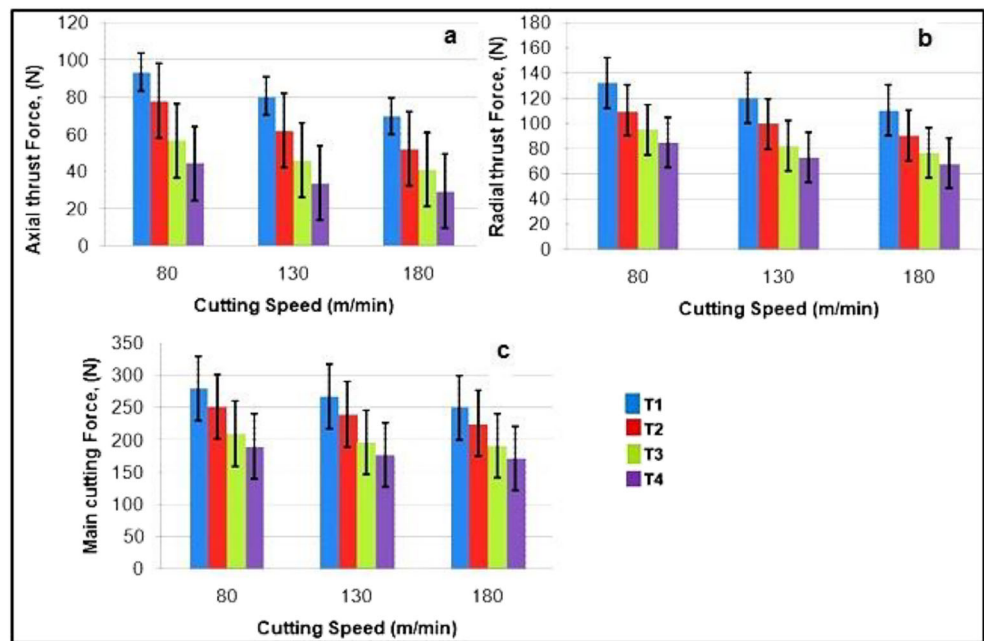 a
Axial thrust Force, (N)
120
100
80
60
40
20
0
80 130 180
Cutting Speed (m/min)
b
Radial thrust Force, (N)
180
160
140
120
100
80
60
40
20
0
80 130 180
Cutting Speed (m/min)
c
Main cutting Force, (N)
350
300
250
200
150
100
50
0
80 130 180
Cutting Speed (m/min)
T1
T2
T3
T4